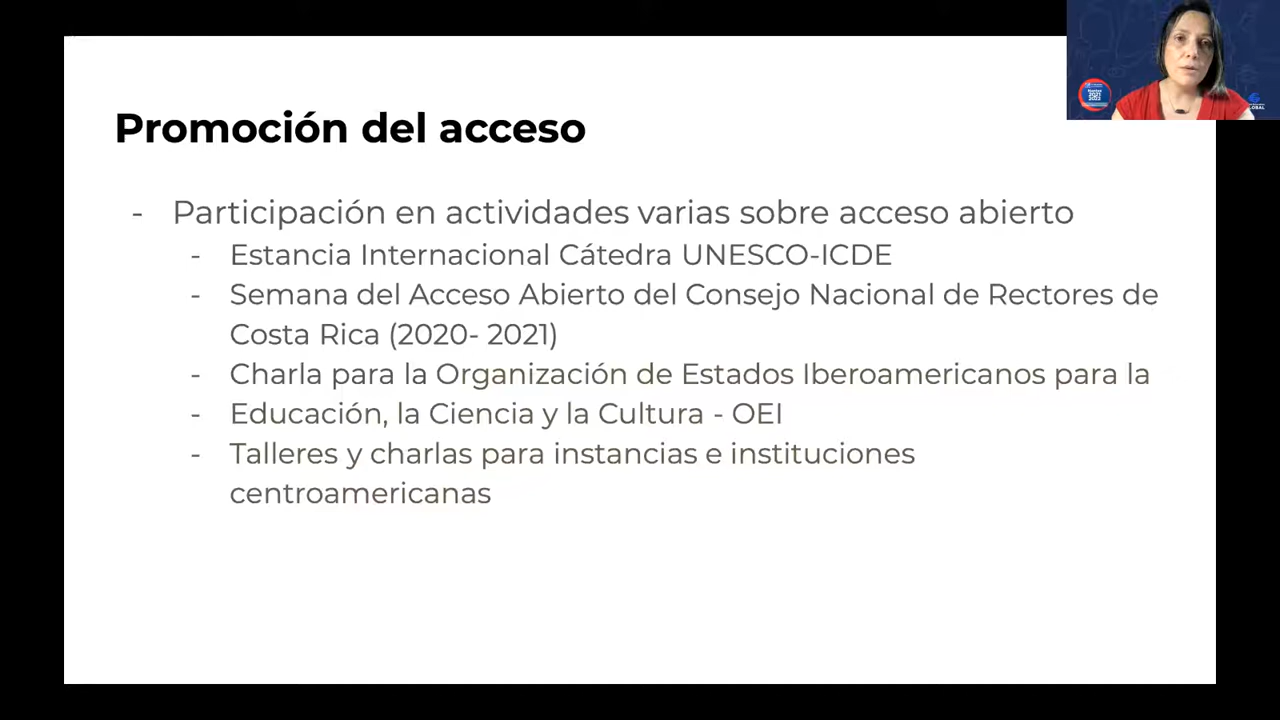 Promoción del acceso
- Participación en actividades varias sobre acceso abierto
- Estancia Internacional Cátedra UNESCO-ICDE
- Semana del Acceso Abierto del Consejo Nacional de Rectores de
Costa Rica (2020- 2021)
- Charla para la Organización de Estados Iberoamericanos para la
- Educación, la Ciencia y la Cultura - OEI
- Talleres y charlas para instancias e instituciones
centroamericanas
GLOBAL